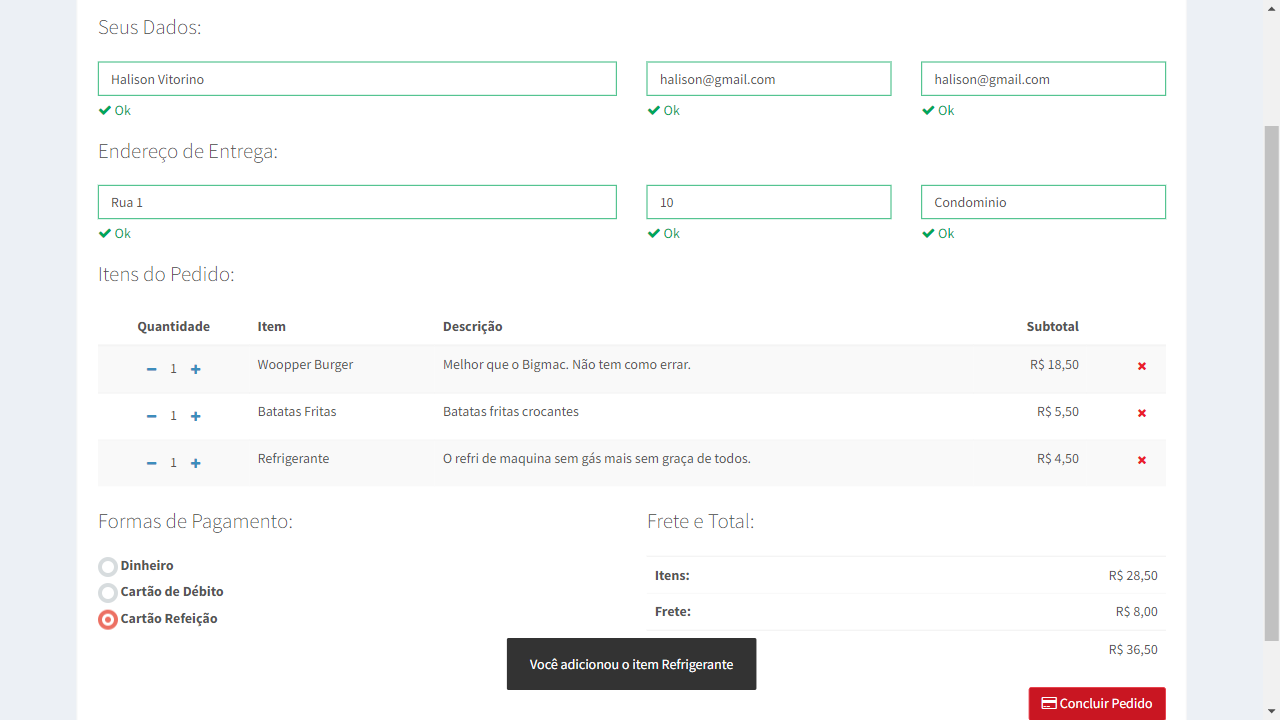 Seus Dados:
Halison Vitorino halison@gmail.com halison@gmail.com
Ok Ok Ok
Endereço de Entrega:
Rua 1 10 Condominio
Ok Ok Ok
Itens do Pedido:
Quantidade Item Descrição Subtotal
1 Woopper Burger Melhor que o Bigmac. Não tem como errar. R$ 18,50
1 Batatas Fritas Batatas fritas crocantes R$ 5,50
1 Refrigerante O refri de maquina sem gás mais sem graça de todos. R$ 4,50
Formas de Pagamento: Frete e Total:
Dinheiro
Cartão de Débito
Cartão Refeição
Itens: R$ 28,50
Frete: R$ 8,00
R$ 36,50
Você adicionou o item Refrigerante
Concluir Pedido